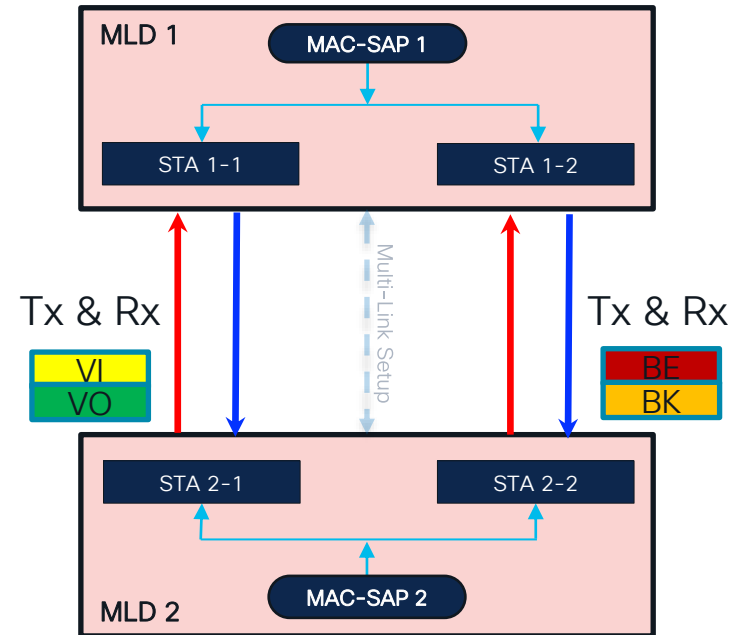 MLD 1
MAC-SAP 1
STA 1-1
STA 1-2
Multi-Link Setup
Tx & Rx
VI
VO
Tx & Rx
BE
BK
STA 2-1
STA 2-2
MAC-SAP 2
MLD 2